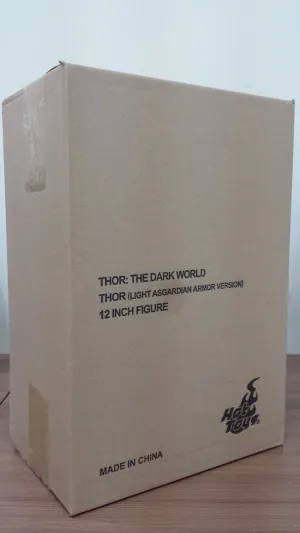 THOR: THE DARK WORLD
THOR (LIGHT ASGARDIAN ARMOR VERSION)
12 INCH FIGURE
Hot
Toys
MADE IN CHINA